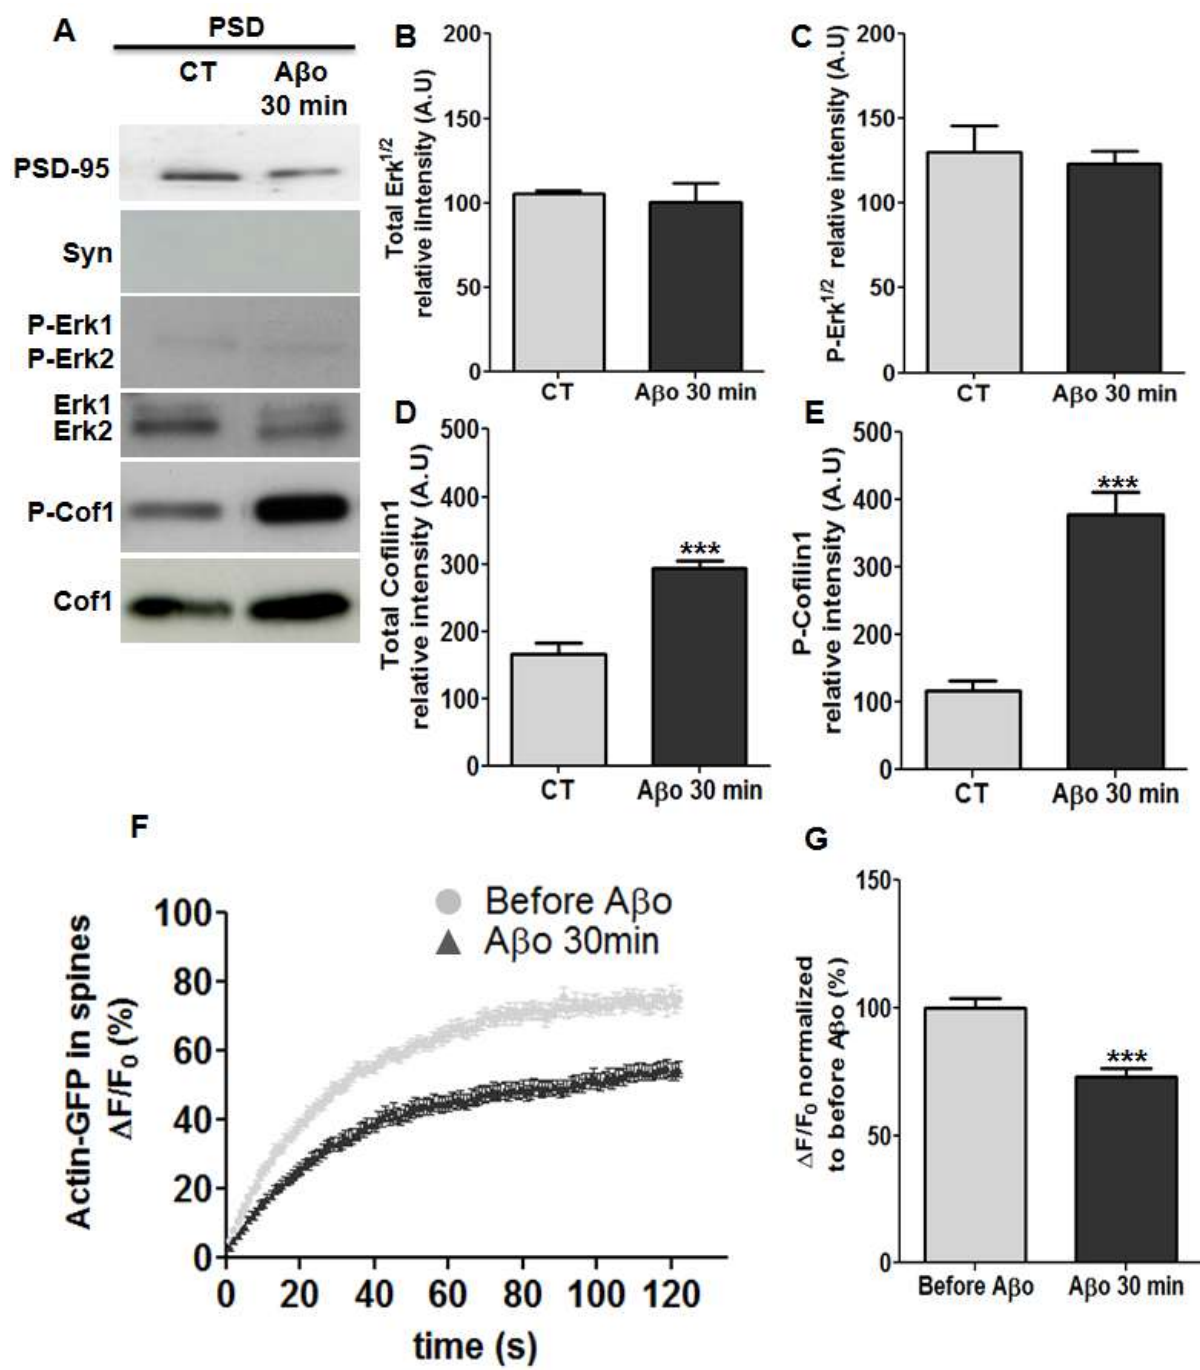 A
PSD
CT
Aβo
30 min
PSD-95
Syn
P-Erk1
P-Erk2
Erk1
Erk2
P-Cof1
Cof1
B
Total Erk1/2
relative iIntensity (A.U)
200
150
100
50
0
CT
Aβo 30 min
C
P-Erk1/2 relative intensity (A.U)
200
150
100
50
0
CT
Aβo 30 min
D
Total Cofilin1
relative intensity (A.U)
500
400
300
200
100
0
***
CT
Aβo 30 min
E
P-Cofilin1
relative intensity (A.U)
500
400
300
200
100
0
***
CT
Aβo 30 min
F
Actin-GFP in spines
ΔF/F0 (%)
100
80
60
40
20
0
Before Aβo
Aβo 30min
0 20 40 60 80 100 120
time (s)
G
ΔF/F0 normalized
to before Aβo (%)
150
100
50
0
***
Before Aβo
Aβo 30 min